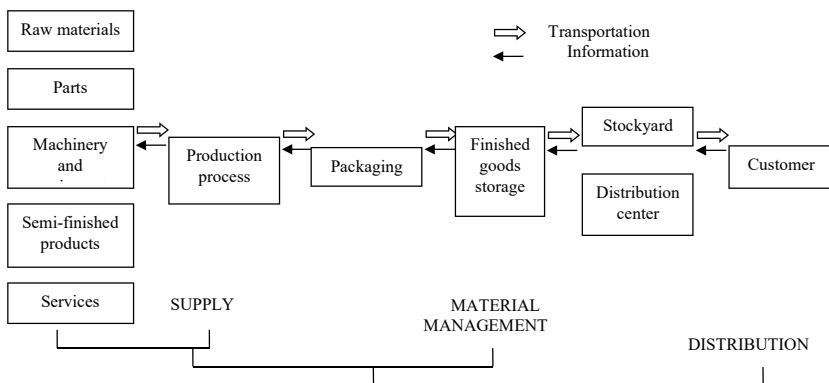 Raw materials
Transportation
Information
Parts
Machinery
and
Production
process
Packaging
Finished
goods
storage
Stockyard
Customer
Distribution
center
Semi-finished
products
Services
SUPPLY
MATERIAL
MANAGEMENT
DISTRIBUTION